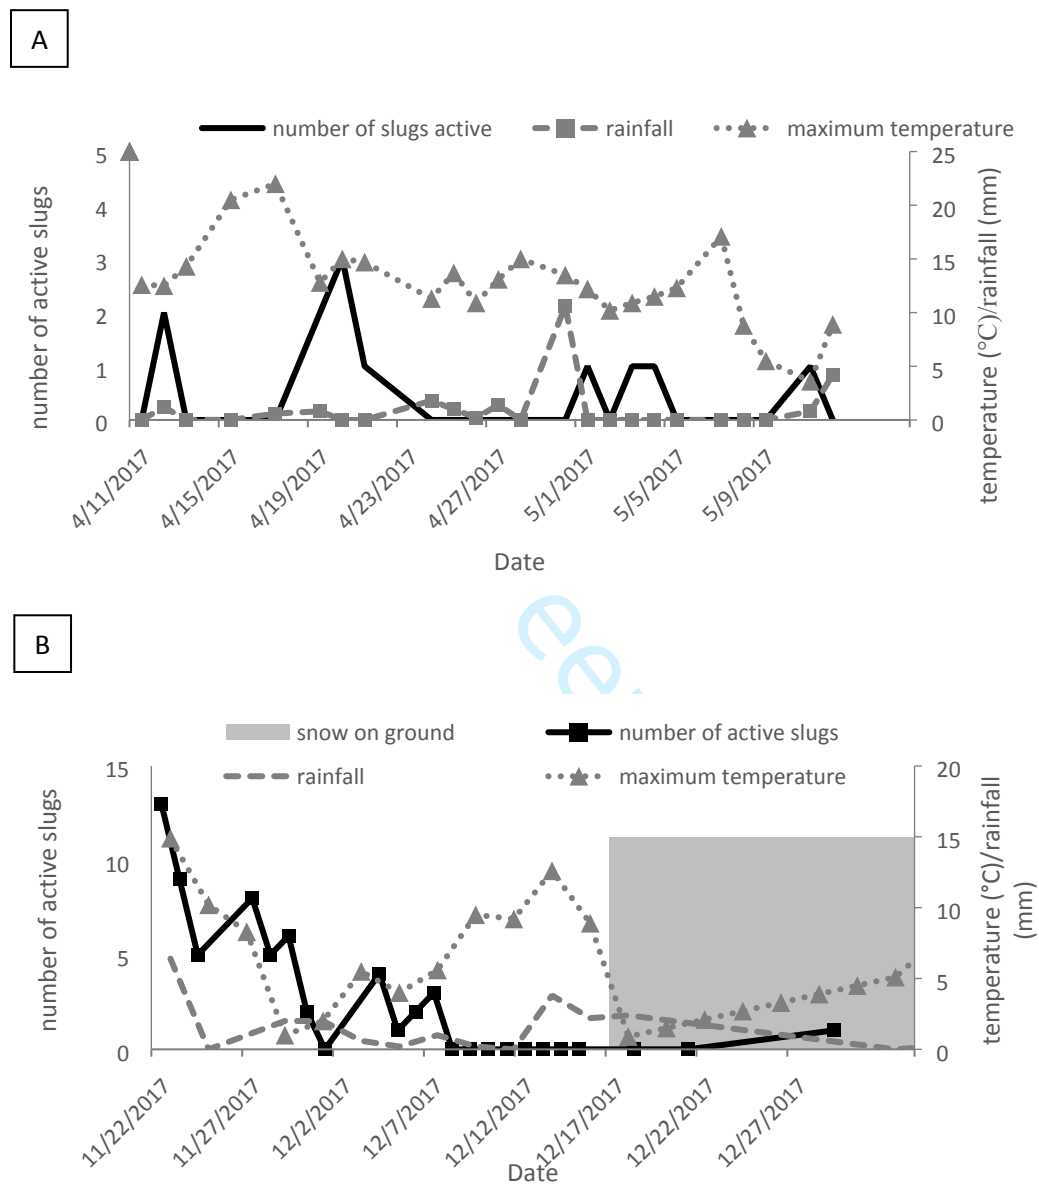 A
number of slugs active
rainfall
maximum temperature
5
4
3
2
1
0
number of active slugs
25
20
15
10
5
0
temperature (°C)/rainfall (mm)
4/11/2017
4/15/2017
4/19/2017
4/23/2017
4/27/2017
5/1/2017
5/5/2017
5/9/2017
Date
ee
B
snow on ground
number of active slugs
rainfall
maximum temperature
15
10
5
0
number of active slugs
20
15
10
5
0
temperature (°C)/rainfall
(mm)
11/22/2017
11/27/2017
12/2/2017
12/7/2017
12/12/2017
12/17/2017
12/22/2017
12/27/2017
Date